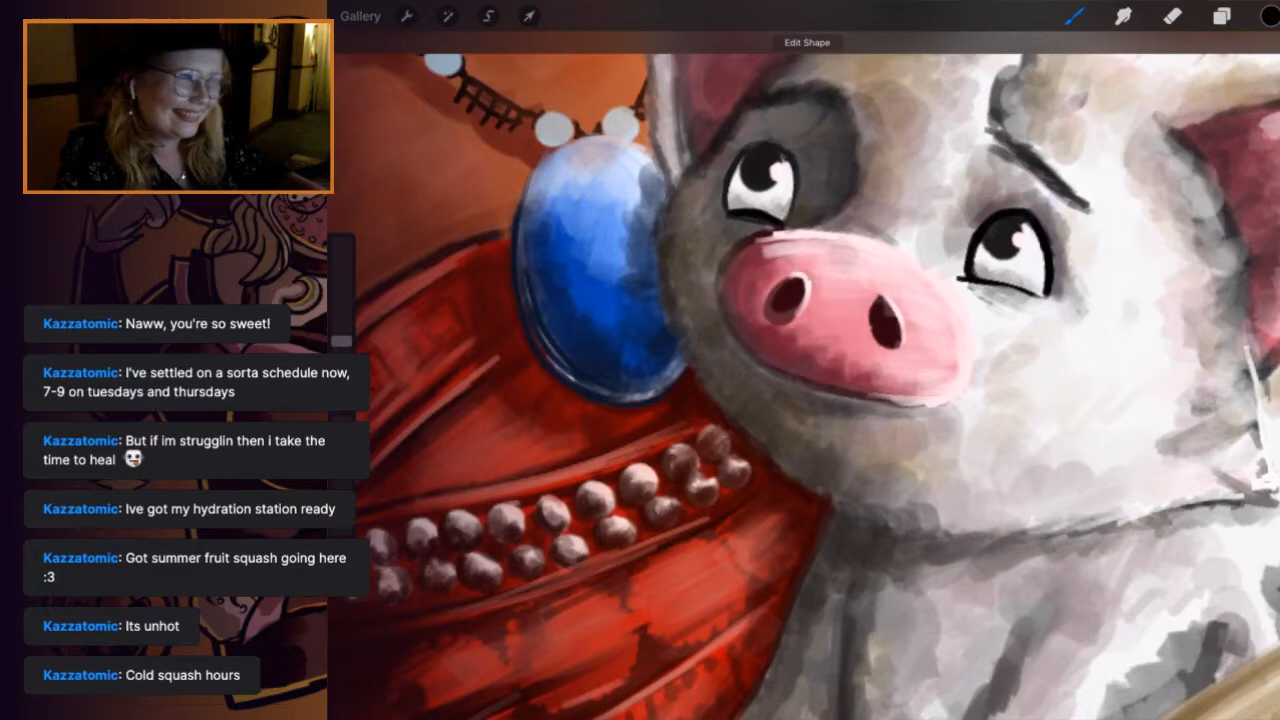 Gallery
Edit Shape
Kazzatomic: Naww, you're so sweet!
Kazzatomic: I've settled on a sorta schedule now,
7-9 on tuesdays and thursdays
Kazzatomic: But if im strugglin then i take the
time to heal
Kazzatomic: Ive got my hydration station ready
Kazzatomic: Got summer fruit squash going here
:3
Kazzatomic: Its unhot
Kazzatomic: Cold squash hours